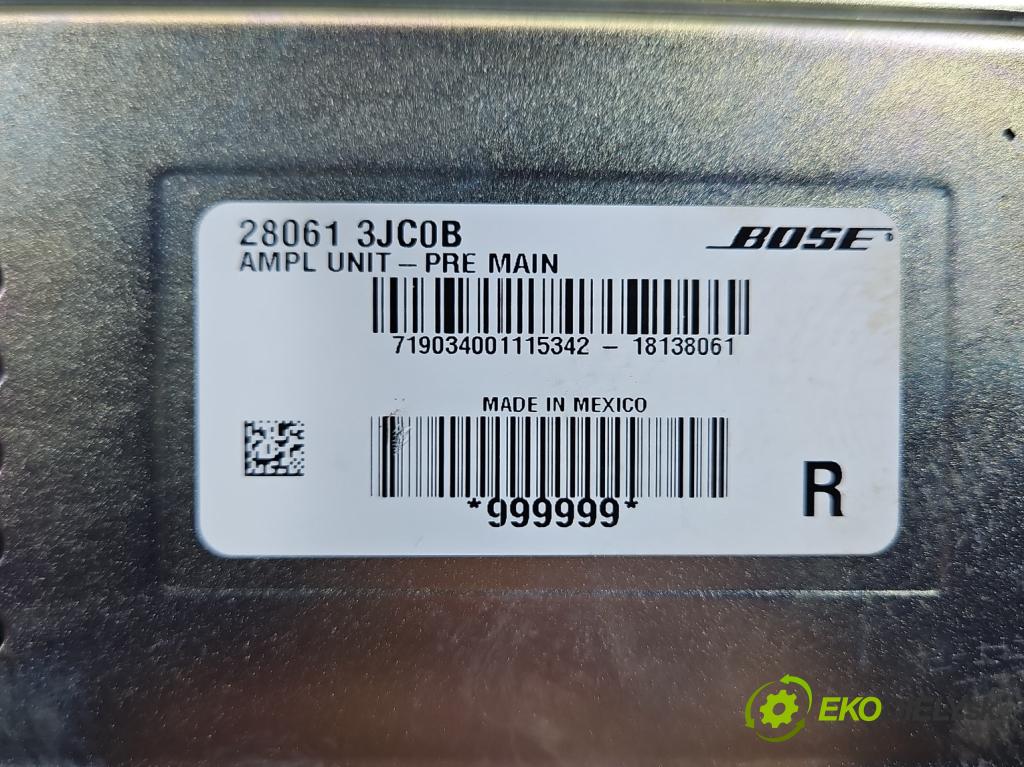 28061 3JC0B
BOSE®
AMPL UNIT – PRE MAIN
719034001115342 – 18138061
MADE IN MEXICO
*999999*
R
EKO